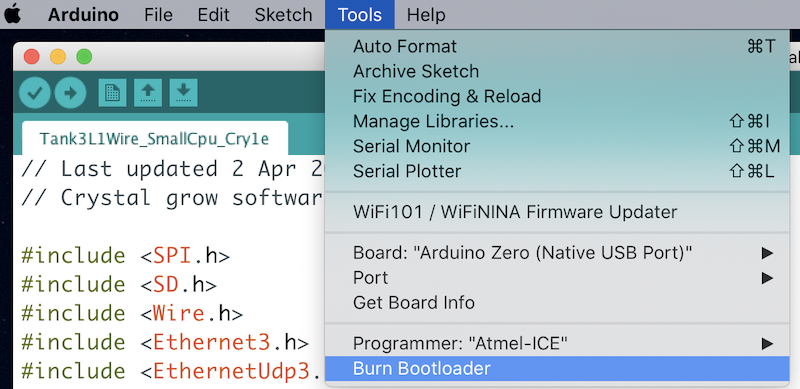 Arduino File Edit Sketch Tools Help
Auto Format ⌘T
Archive Sketch
Fix Encoding & Reload
Manage Libraries... ⇧⌘I
Serial Monitor ⇧⌘M
Serial Plotter ⇧⌘L
WiFi101 / WiFiNINA Firmware Updater
Board: "Arduino Zero (Native USB Port)"
Port
Get Board Info
Programmer: "Atmel-ICE"
Burn Bootloader
Tank3L1Wire_SmallCpu_Cry1e
// Last updated 2 Apr 2
// Crystal grow softwar
#include <SPI.h>
#include <SD.h>
#include <Wire.h>
#include <Ethernet3.h>
#include <EthernetUdp3.